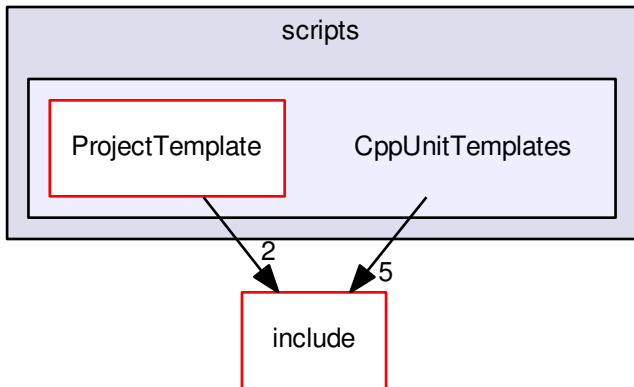 scripts
ProjectTemplate
CppUnitTemplates
2
5
include